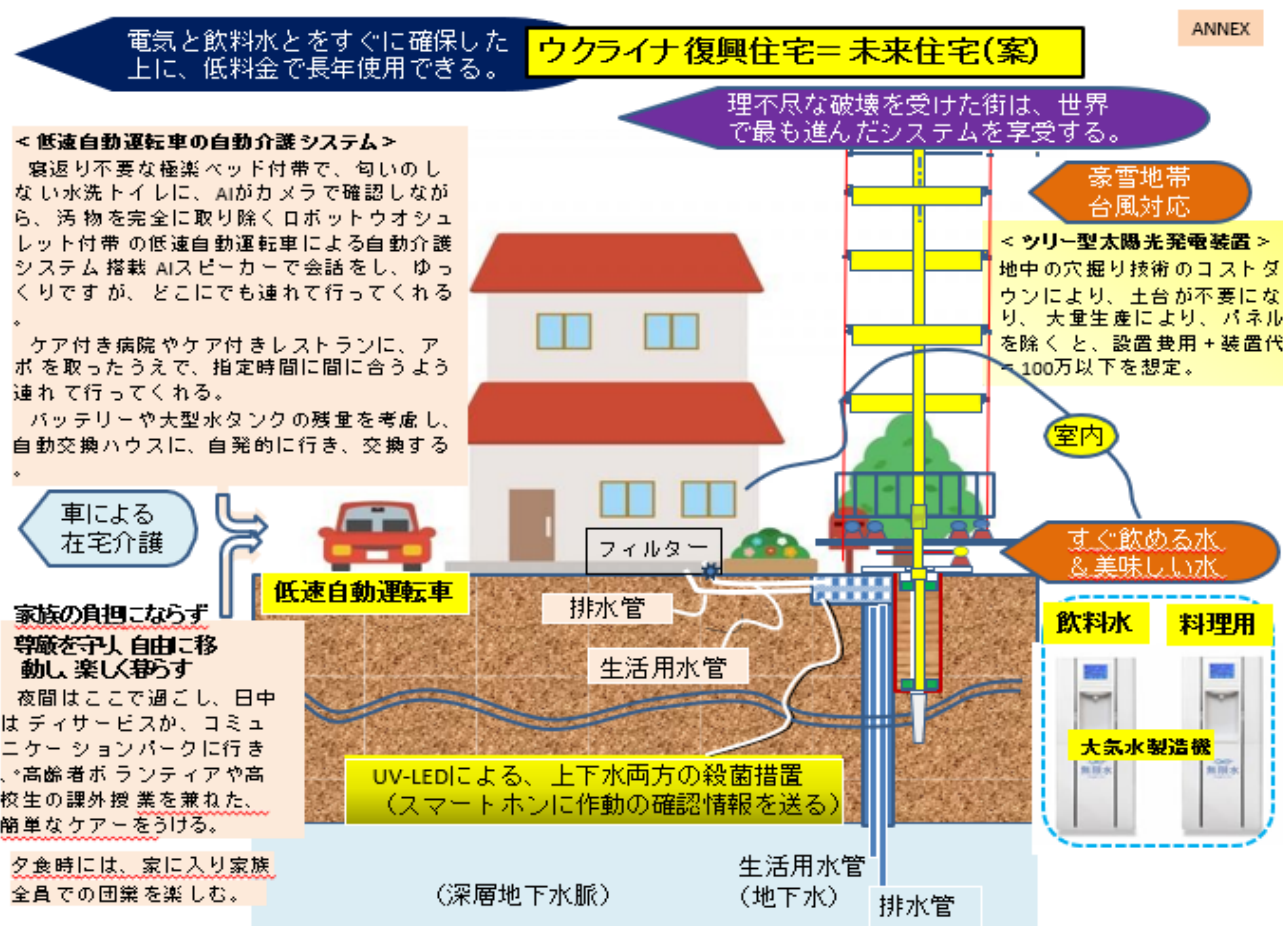 ANNEX
電気と飲料水とをすぐに確保した
上に、低料金で長年使用できる。
ウクライナ復興住宅＝未来住宅(案)
理不尽な破壊を受けた街は、世界
で最も進んだシステムを享受する。
＜低速自動運転車の自動介護システム＞
寝返り不要な極楽ベッド付帯で、匂いのし
ない水洗トイレに、AIがカメラで確認しなが
ら、汚物を完全に取り除くロボットウオシュ
レット付帯の低速自動運転車による自動介護
システム搭載 AIスピーカーで会話をし、ゆっ
くりですが、どこにでも連れて行ってくれる
。
ケア付き病院やケア付きレストランに、ア
ポを取ったうえで、指定時間に間に合うよう
連れて行ってくれる。
バッテリーや大型水タンクの残量を考慮し、
自動交換ハウスに、自発的に行き、交換する
。
豪雪地帯
台風対応
＜ツリー型太陽光発電装置＞
地中の穴掘り技術のコストダ
ウンにより、土台が不要にな
り、大量生産により、パネル
を除くと、設置費用＋装置代
＝100万以下を想定。
室内
車による
在宅介護
フィルター
すぐ飲める水
＆美味しい水
低速自動運転車
排水管
生活用水管
飲料水
料理用
大気水製造機
無限水
無限水
家族の負担にならず
尊厳を守り、自由に移
動し、楽しく暮らす
夜間はここで過ごし、日中
はディサービスか、コミュ
ニケーションパークに行き
、高齢者ボランティアや高
校生の課外授業を兼ねた、
簡単なケアーをうける。
夕食時には、家に入り家族
全員での団欒を楽しむ。
UV-LEDによる、上下水両方の殺菌措置
（スマートホンに作動の確認情報を送る）
（深層地下水脈）
生活用水管
（地下水）
排水管